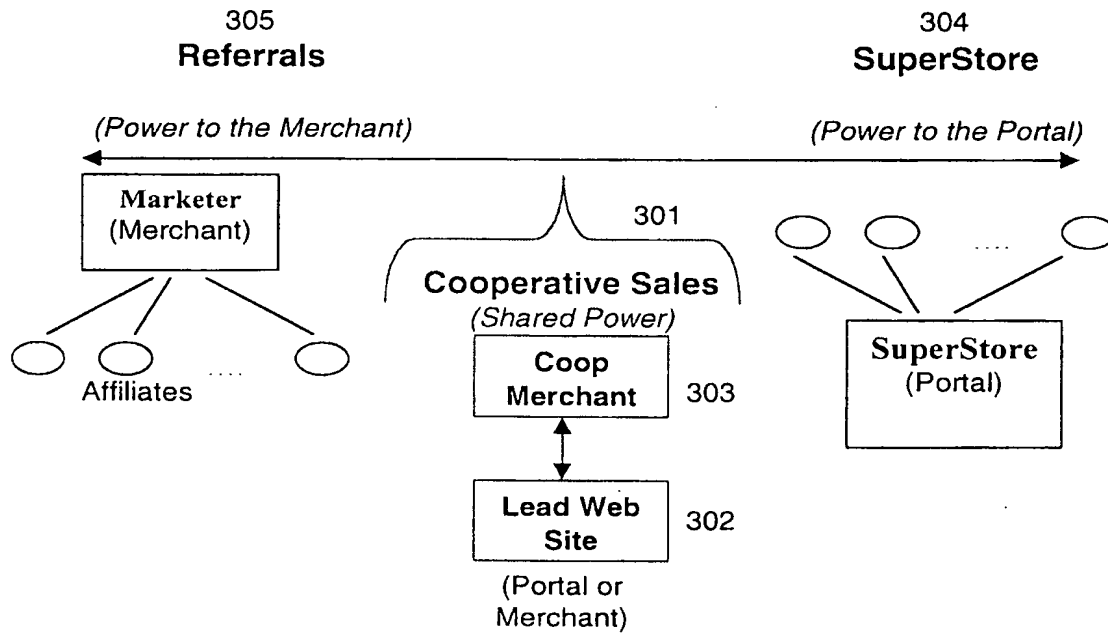 305
Referrals
304
SuperStore
(Power to the Merchant)
(Power to the Portal)
Marketer
(Merchant)
301
Cooperative Sales
(Shared Power)
....
Affiliates
....
Coop
Merchant
303
SuperStore
(Portal)
Lead Web
Site
302
(Portal or
Merchant)